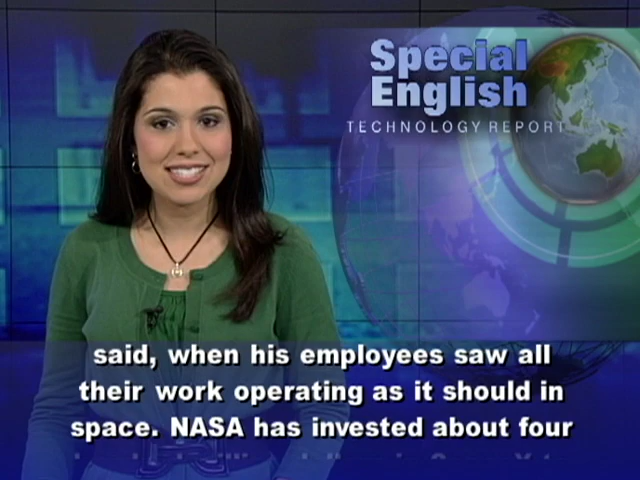 Special
English
TECHNOLOGY REPORT
said, when his employees saw all
their work operating as it should in
space. NASA has invested about four